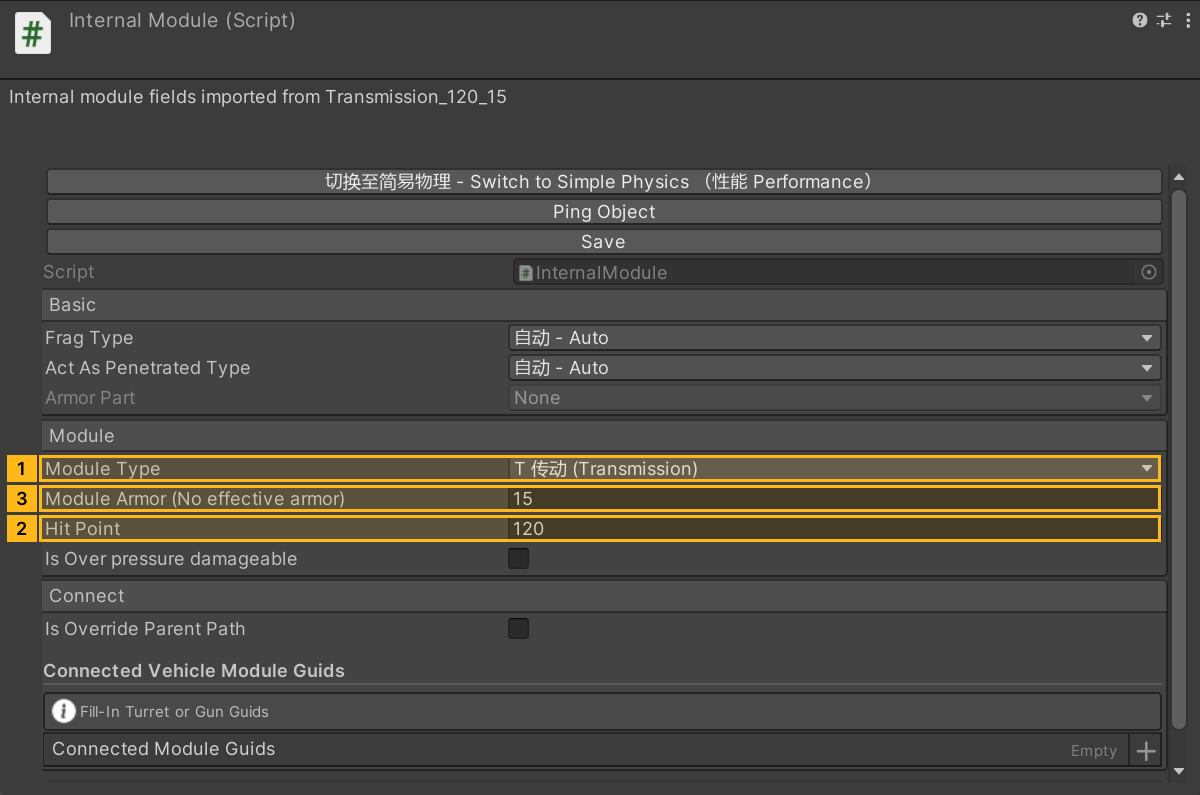 Internal Module (Script)
Internal module fields imported from Transmission_120_15
切换至简易物理 - Switch to Simple Physics （性能 Performance）
Ping Object
Save
Script # InternalModule
Basic
Frag Type 自动 - Auto
Act As Penetrated Type 自动 - Auto
Armor Part None
Module
1 Module Type T 传动 (Transmission)
3 Module Armor (No effective armor) 15
2 Hit Point 120
Is Over pressure damageable
Connect
Is Override Parent Path
Connected Vehicle Module Guids
Fill-In Turret or Gun Guids
Connected Module Guids Empty